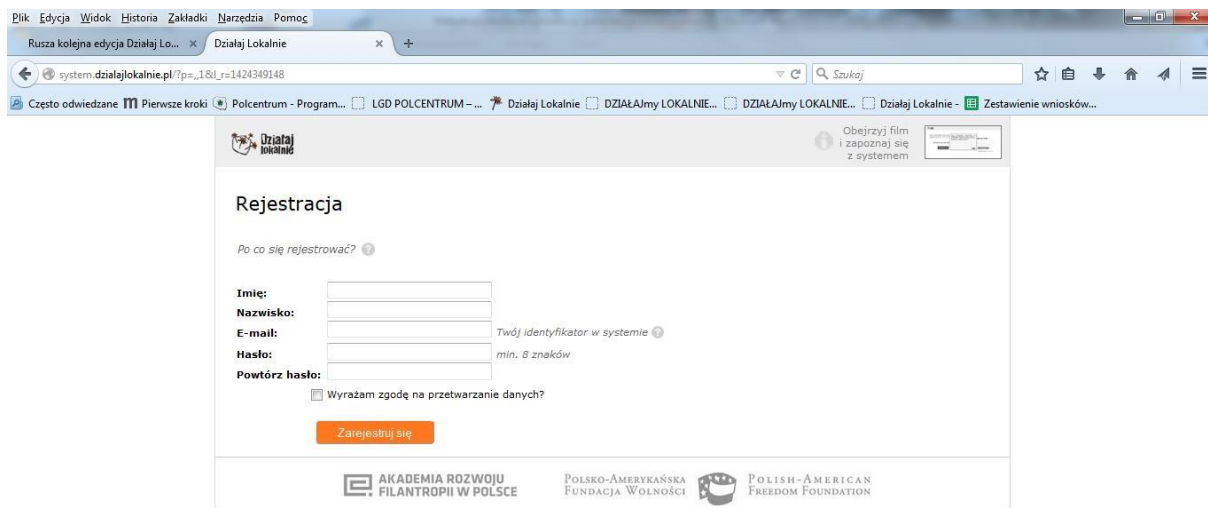 Plik Edycja Widok Historia Zakładki Narzędzia Pomoc
Rusza kolejna edycja Działaj Lo... × Działaj Lokalnie × +
system.dzialajlokalnie.pl/?p=,,1&l_r=1424349148 Szukaj
Często odwiedzane Pierwsze kroki Polcentrum - Program... LGD POLCENTRUM – ... Działaj Lokalnie DZIAŁAJmy LOKALNIE... DZIAŁAJmy LOKALNIE... Działaj Lokalnie - Zestawienie wniosków...
Działaj
lokalnie
Obejrzyj film
i zapoznaj się
z systemem
Rejestracja
Po co się rejestrować? ?
Imię:
Nazwisko:
E-mail: Twój identyfikator w systemie ?
Hasło: min. 8 znaków
Powtórz hasło:
Wyrażam zgodę na przetwarzanie danych?
Zarejestruj się
AKADEMIA ROZWOJU
FILANTROPII W POLSCE
POLSKO-AMERYKAŃSKA
FUNDACJA WOLNOŚCI
POLISH-AMERICAN
FREEDOM FOUNDATION